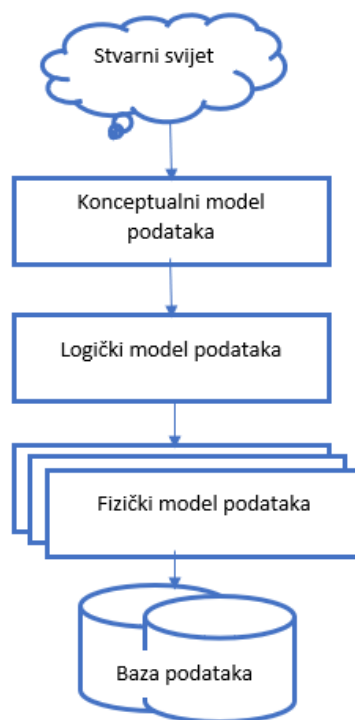 Stvarni svijet
Konceptualni model
podataka
Logički model podataka
Fizički model podataka
Baza podataka